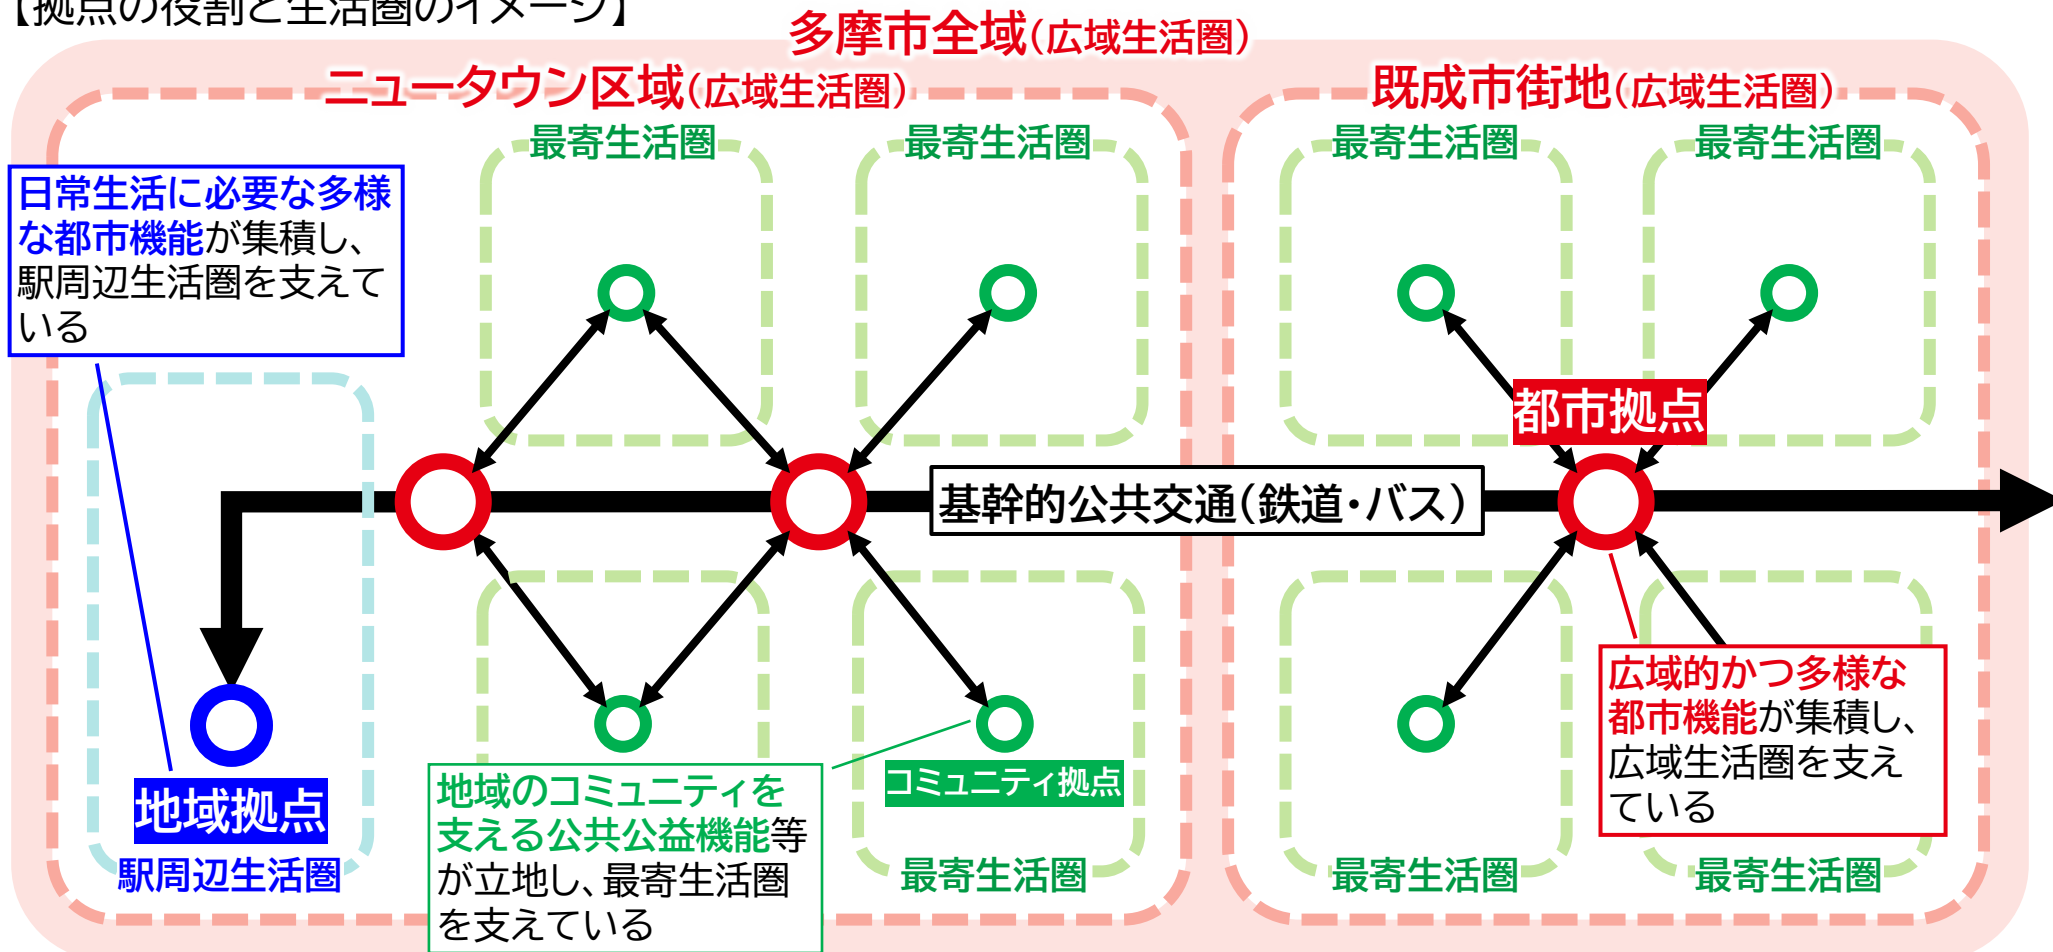 【拠点の役割と生活圏のイメージ】
多摩市全域(広域生活圏)
ニュータウン区域(広域生活圏)
既成市街地(広域生活圏)
最寄生活圏
最寄生活圏
最寄生活圏
最寄生活圏
日常生活に必要な多様
な都市機能が集積し、
駅周辺生活圏を支えて
いる
都市拠点
基幹的公共交通(鉄道・バス)
広域的かつ多様な
都市機能が集積し、
広域生活圏を支え
ている
地域拠点
駅周辺生活圏
地域のコミュニティを
支える公共公益機能等
が立地し、最寄生活圏
を支えている
コミュニティ拠点
最寄生活圏
最寄生活圏
最寄生活圏